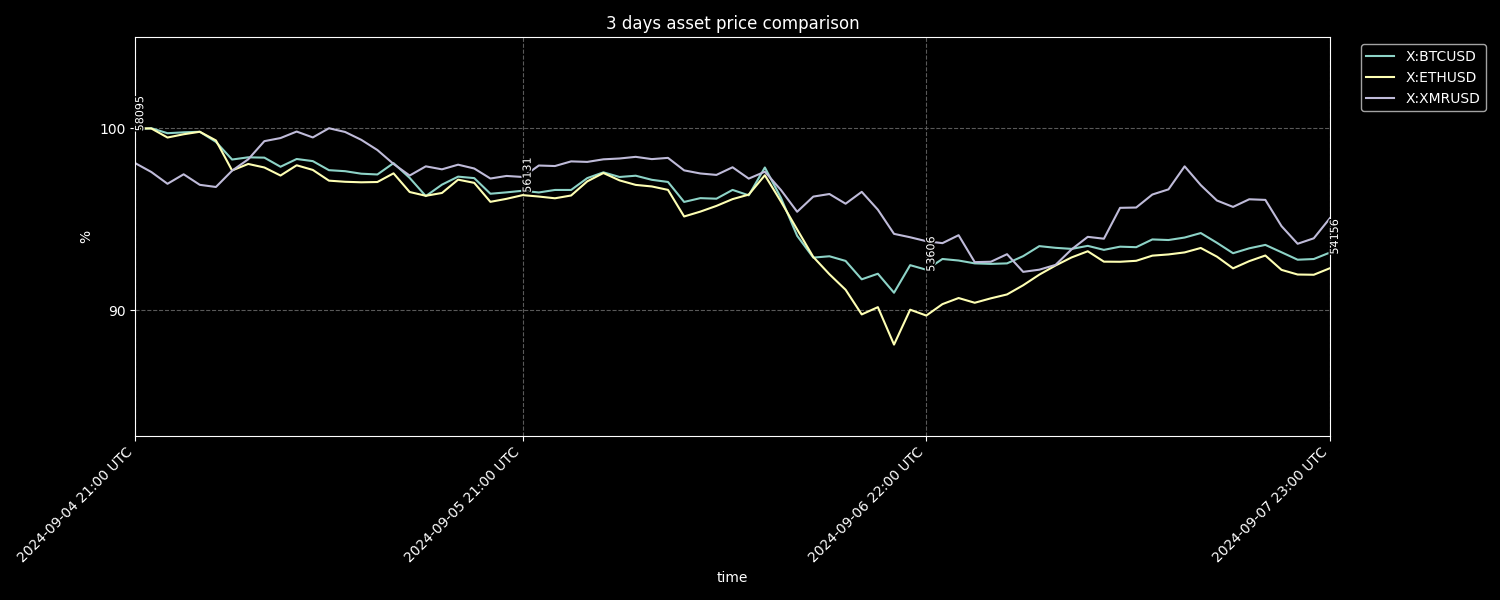 3 days asset price comparison
X:BTCUSD
X:ETHUSD
X:XMRUSD
58095
56131
53606
54156
100
90
%
2024-09-04 21:00 UTC
2024-09-05 21:00 UTC
2024-09-06 22:00 UTC
2024-09-07 23:00 UTC
time